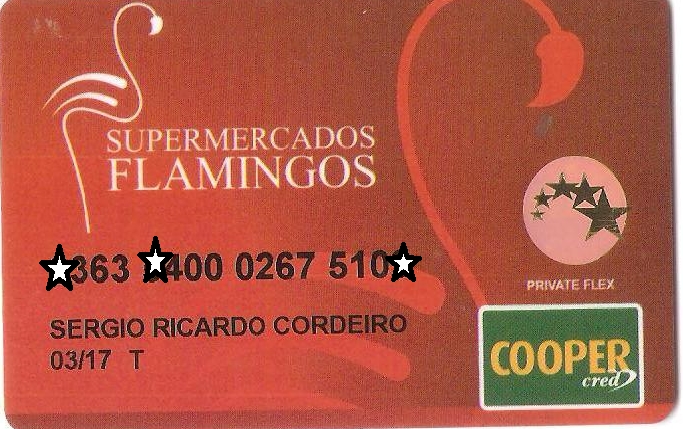 SUPERMERCADOS
FLAMINGOS
363 400 0267 510
PRIVATE FLEX
SERGIO RICARDO CORDEIRO
03/17 T
COOPER
cred